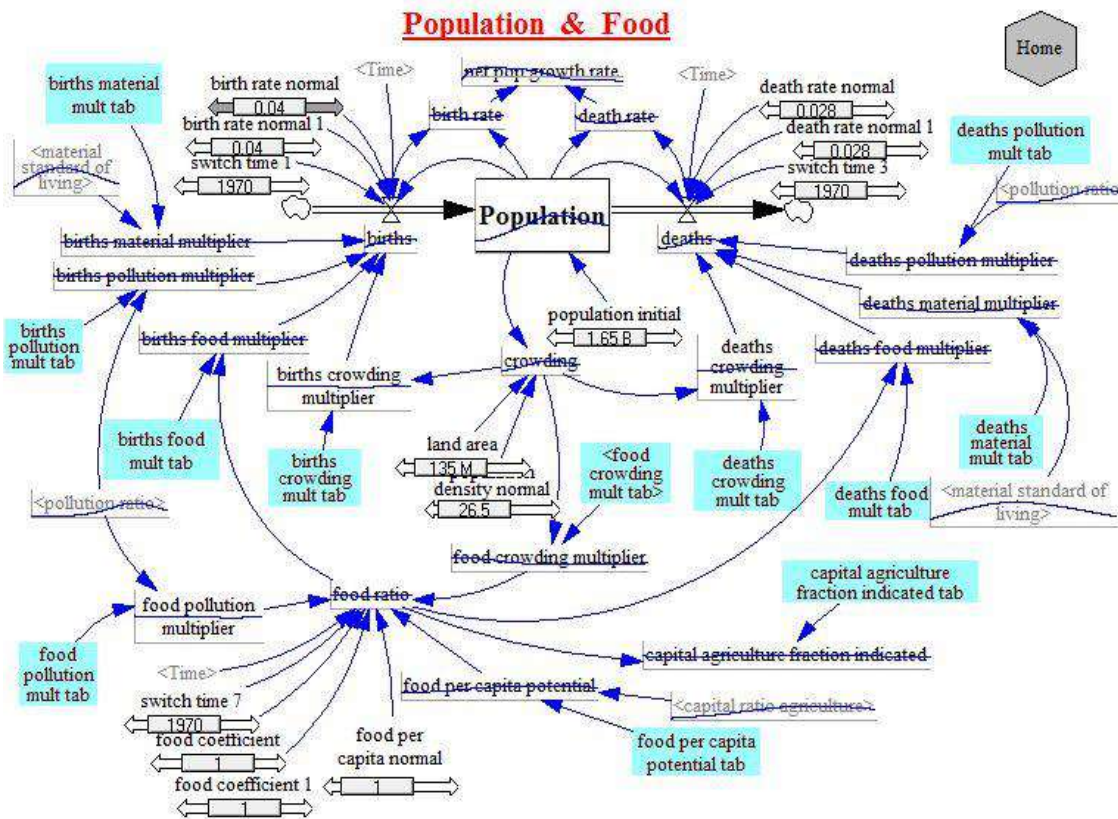 Population & Food
Home
births material
mult tab
birth rate normal
0.04
birth rate normal 1
0.04
switch time 1
1970
<Time>
net pop growth rate
birth rate
death rate
<Time>
death rate normal
0.028
death rate normal 1
0.028
switch time 3
1970
deaths pollution
mult tab
<pollution ratio>
<material
standard of
living>
Population
births material multiplier
births
deaths
births pollution multiplier
deaths pollution multiplier
deaths material multiplier
births
pollution
mult tab
births food multiplier
population initial
1.65 B
deaths food multiplier
crowding
births crowding
multiplier
deaths
crowding
multiplier
births food
mult tab
births
crowding
mult tab
land area
135 M
density normal
26.5
<food
crowding
mult tab>
deaths
crowding
mult tab
deaths
material
mult tab
deaths food
mult tab
<material standard of
living>
<pollution ratio>
food crowding multiplier
food ratio
capital agriculture
fraction indicated tab
food pollution
multiplier
food
pollution
mult tab
capital agriculture fraction indicated
<Time>
food per capita potential
<capital ratio agriculture>
switch time 7
1970
food coefficient
1
food coefficient 1
1
food per
capita normal
1
food per capita
potential tab